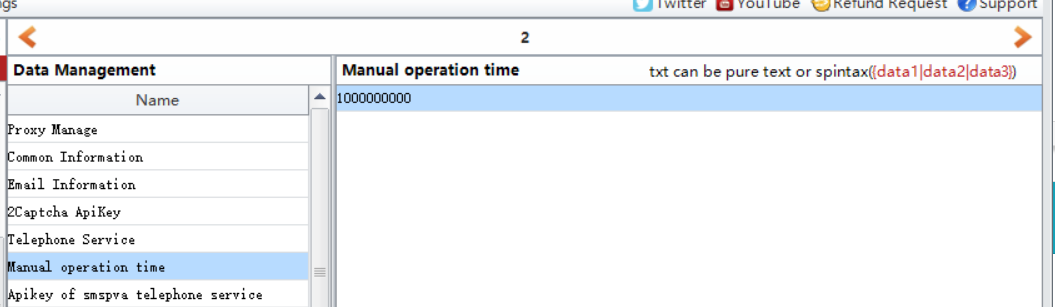 gs
Twitter YouTube Refund Request Support
2
Data Management
Manual operation time txt can be pure text or spintax({data1|data2|data3})
Name
1000000000
Proxy Manage
Common Information
Email Information
2Captcha ApiKey
Telephone Service
Manual operation time
Apikey of smspva telephone service